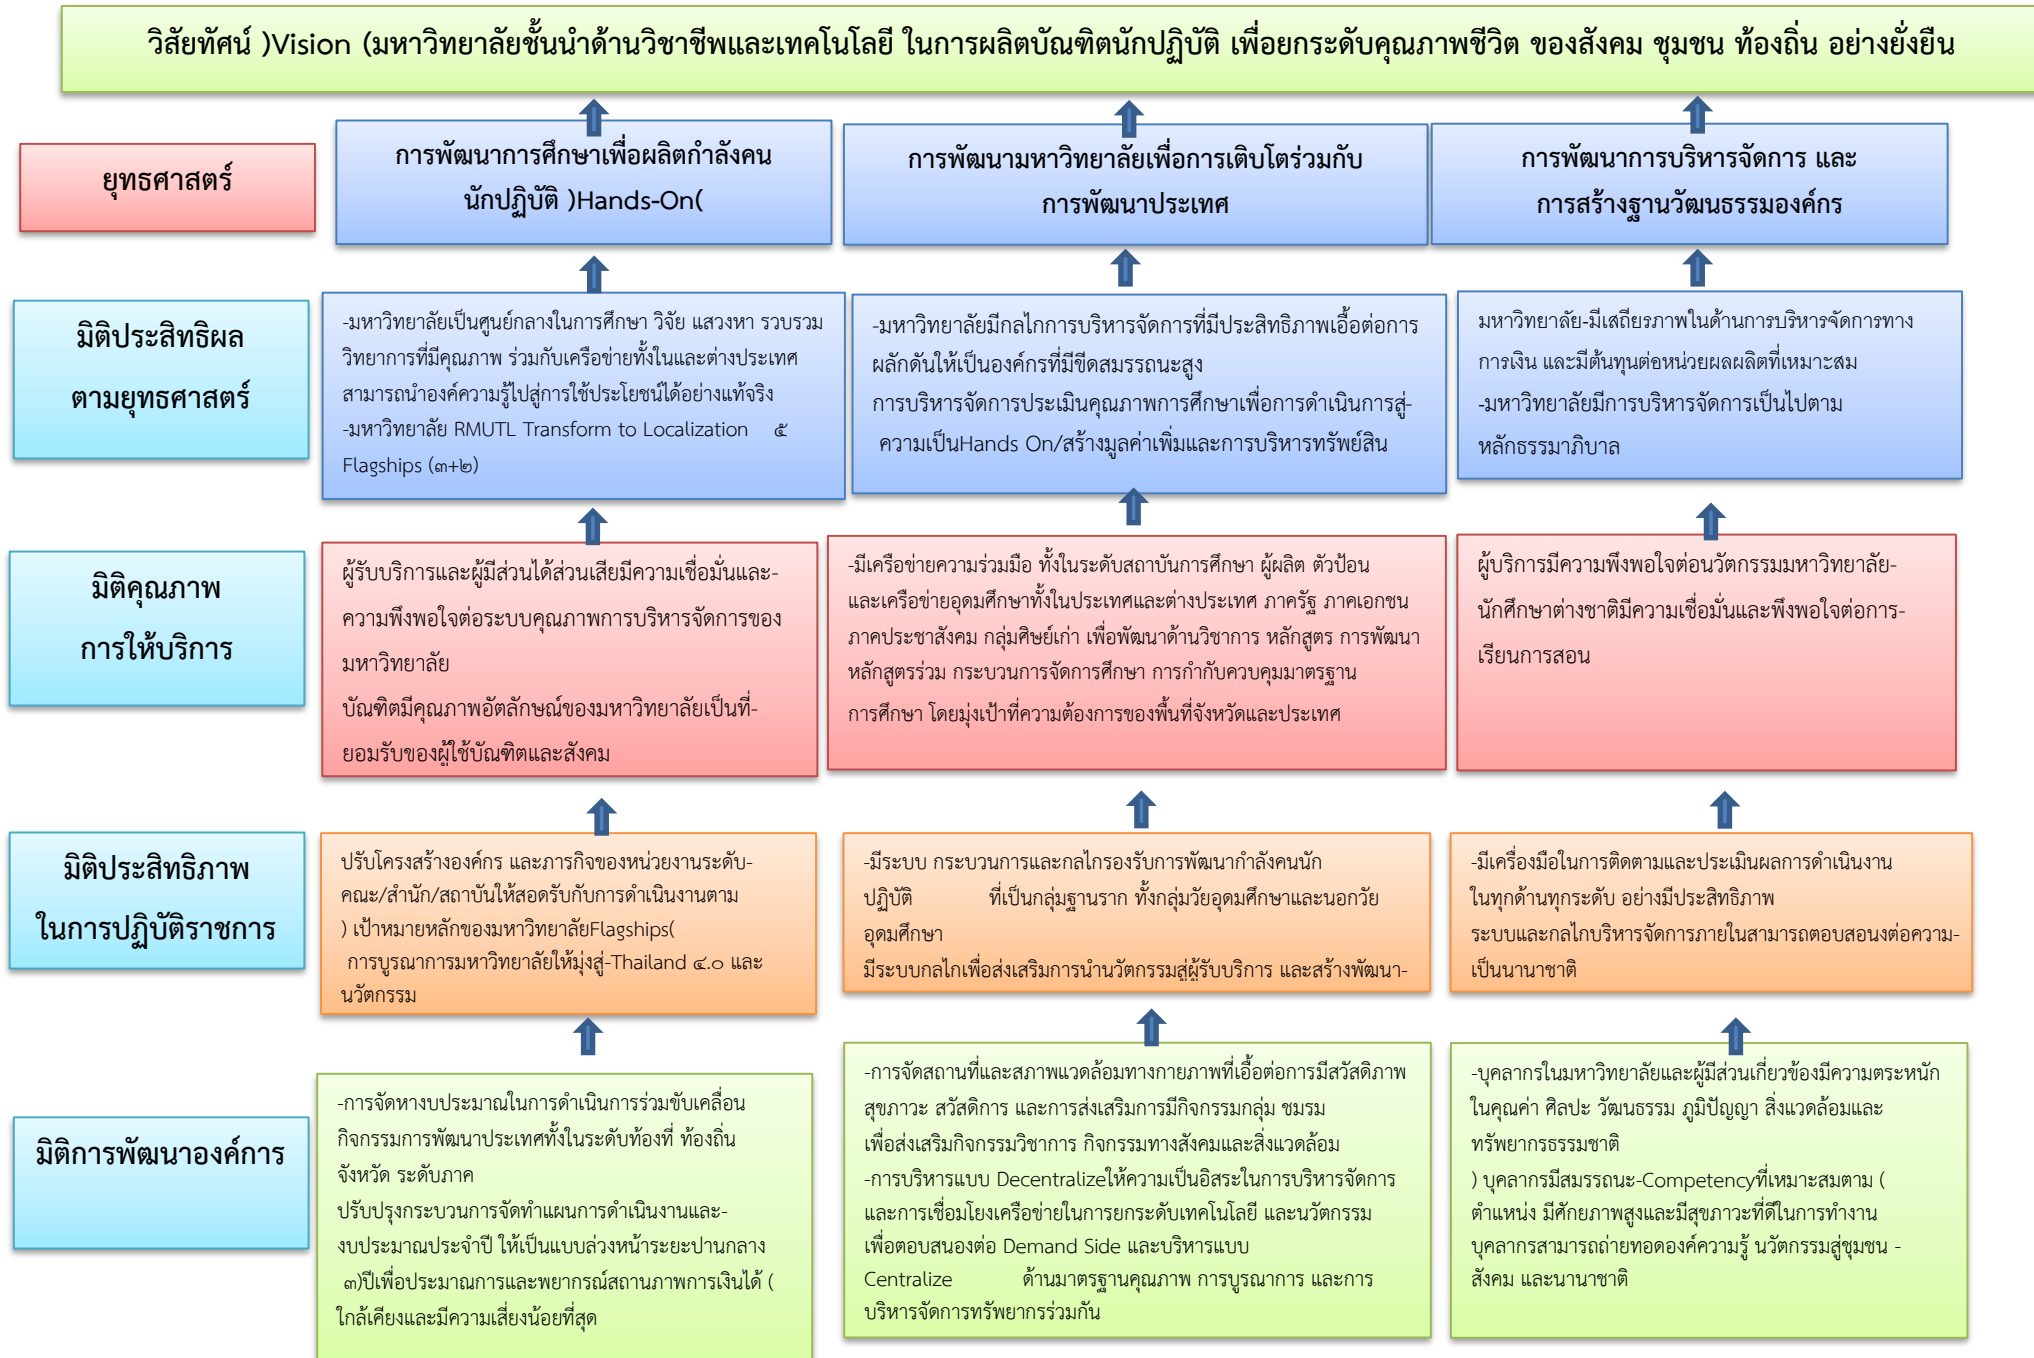 วิสัยทัศน์ )Vision (มหาวิทยาลัยชั้นนำด้านวิชาชีพและเทคโนโลยี ในการผลิตบัณฑิตนักปฏิบัติ เพื่อยกระดับคุณภาพชีวิต ของสังคม ชุมชน ท้องถิ่น อย่างยั่งยืน
ยุทธศาสตร์
การพัฒนาการศึกษาเพื่อผลิตกำลังคน
นักปฏิบัติ )Hands-On(
การพัฒนามหาวิทยาลัยเพื่อการเติบโตร่วมกับ
การพัฒนาประเทศ
การพัฒนาการบริหารจัดการ และ
การสร้างฐานวัฒนธรรมองค์กร
มิติประสิทธิผล
ตามยุทธศาสตร์
-มหาวิทยาลัยเป็นศูนย์กลางในการศึกษา วิจัย แสวงหา รวบรวม
วิทยาการที่มีคุณภาพ ร่วมกับเครือข่ายทั้งในและต่างประเทศ
สามารถนำองค์ความรู้ไปสู่การใช้ประโยชน์ได้อย่างแท้จริง
-มหาวิทยาลัย RMUTL Transform to Localization ๕
Flagships (๓+๒)
-มหาวิทยาลัยมีกลไกการบริหารจัดการที่มีประสิทธิภาพเอื้อต่อการ
ผลักดันให้เป็นองค์กรที่มีขีดสมรรถนะสูง
การบริหารจัดการประเมินคุณภาพการศึกษาเพื่อการดำเนินการสู่-
ความเป็นHands On/สร้างมูลค่าเพิ่มและการบริหารทรัพย์สิน
มหาวิทยาลัย-มีเสถียรภาพในด้านการบริหารจัดการทาง
การเงิน และมีต้นทุนต่อหน่วยผลผลิตที่เหมาะสม
-มหาวิทยาลัยมีการบริหารจัดการเป็นไปตาม
หลักธรรมาภิบาล
มิติคุณภาพ
การให้บริการ
ผู้รับบริการและผู้มีส่วนได้ส่วนเสียมีความเชื่อมั่นและ-
ความพึงพอใจต่อระบบคุณภาพการบริหารจัดการของ
มหาวิทยาลัย
บัณฑิตมีคุณภาพอัตลักษณ์ของมหาวิทยาลัยเป็นที่-
ยอมรับของผู้ใช้บัณฑิตและสังคม
-มีเครือข่ายความร่วมมือ ทั้งในระดับสถาบันการศึกษา ผู้ผลิต ตัวป้อน
และเครือข่ายอุดมศึกษาทั้งในประเทศและต่างประเทศ ภาครัฐ ภาคเอกชน
ภาคประชาสังคม กลุ่มศิษย์เก่า เพื่อพัฒนาด้านวิชาการ หลักสูตร การพัฒนา
หลักสูตรร่วม กระบวนการจัดการศึกษา การกำกับควบคุมมาตรฐาน
การศึกษา โดยมุ่งเป้าที่ความต้องการของพื้นที่จังหวัดและประเทศ
ผู้บริการมีความพึงพอใจต่อนวัตกรรมมหาวิทยาลัย-
นักศึกษาต่างชาติมีความเชื่อมั่นและพึงพอใจต่อการ-
เรียนการสอน
มิติประสิทธิภาพ
ในการปฏิบัติราชการ
ปรับโครงสร้างองค์กร และภารกิจของหน่วยงานระดับ-
คณะ/สำนัก/สถาบันให้สอดรับกับการดำเนินงานตาม
) เป้าหมายหลักของมหาวิทยาลัยFlagships(
การบูรณาการมหาวิทยาลัยให้มุ่งสู่-Thailand ๔.๐ และ
นวัตกรรม
-มีระบบ กระบวนการและกลไกรองรับการพัฒนากำลังคนนัก
ปฏิบัติ ที่เป็นกลุ่มฐานราก ทั้งกลุ่มวัยอุดมศึกษาและนอกวัย
อุดมศึกษา
มีระบบกลไกเพื่อส่งเสริมการนำนวัตกรรมสู่ผู้รับบริการ และสร้างพัฒนา-
-มีเครื่องมือในการติดตามและประเมินผลการดำเนินงาน
ในทุกด้านทุกระดับ อย่างมีประสิทธิภาพ
ระบบและกลไกบริหารจัดการภายในสามารถตอบสอนงต่อความ-
เป็นนานาชาติ
มิติการพัฒนาองค์การ
-การจัดหางบประมาณในการดำเนินการร่วมขับเคลื่อน
กิจกรรมการพัฒนาประเทศทั้งในระดับท้องที่ ท้องถิ่น
จังหวัด ระดับภาค
ปรับปรุงกระบวนการจัดทำแผนการดำเนินงานและ-
งบประมาณประจำปี ให้เป็นแบบล่วงหน้าระยะปานกลาง
๓)ปีเพื่อประมาณการและพยากรณ์สถานภาพการเงินได้ (
ใกล้เคียงและมีความเสี่ยงน้อยที่สุด
-การจัดสถานที่และสภาพแวดล้อมทางกายภาพที่เอื้อต่อการมีสวัสดิภาพ
สุขภาวะ สวัสดิการ และการส่งเสริมการมีกิจกรรมกลุ่ม ชมรม
เพื่อส่งเสริมกิจกรรมวิชาการ กิจกรรมทางสังคมและสิ่งแวดล้อม
-การบริหารแบบ Decentralizeให้ความเป็นอิสระในการบริหารจัดการ
และการเชื่อมโยงเครือข่ายในการยกระดับเทคโนโลยี และนวัตกรรม
เพื่อตอบสนองต่อ Demand Side และบริหารแบบ
Centralize ด้านมาตรฐานคุณภาพ การบูรณาการ และการ
บริหารจัดการทรัพยากรร่วมกัน
-บุคลากรในมหาวิทยาลัยและผู้มีส่วนเกี่ยวข้องมีความตระหนัก
ในคุณค่า ศิลปะ วัฒนธรรม ภูมิปัญญา สิ่งแวดล้อมและ
ทรัพยากรธรรมชาติ
) บุคลากรมีสมรรถนะ-Competencyที่เหมาะสมตาม (
ตำแหน่ง มีศักยภาพสูงและมีสุขภาวะที่ดีในการทำงาน
บุคลากรสามารถถ่ายทอดองค์ความรู้ นวัตกรรมสู่ชุมชน -
สังคม และนานาชาติ